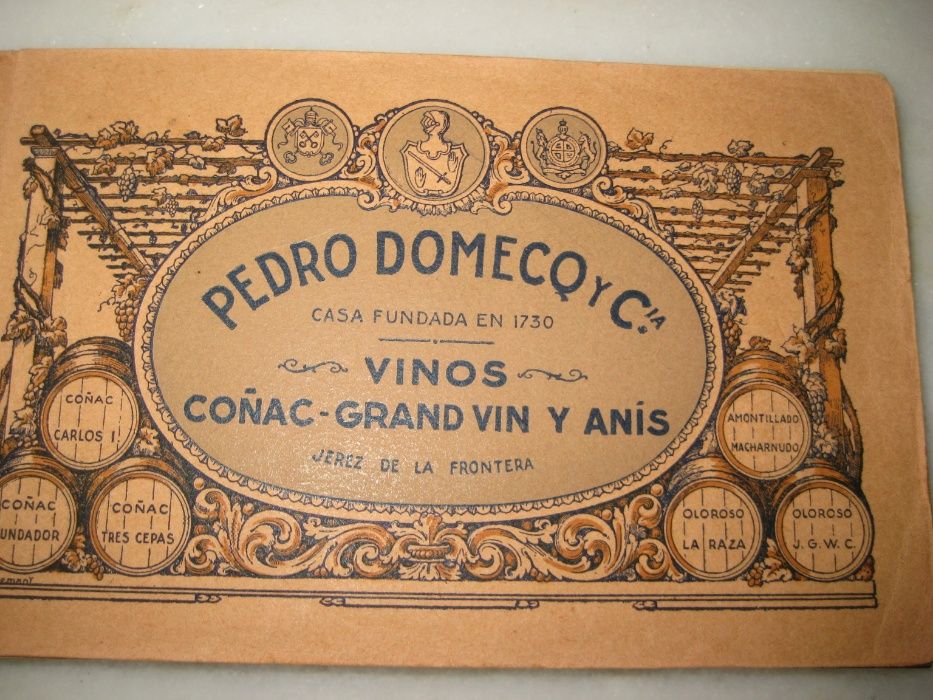 PEDRO DOMECQ Y Cᴵᴬ.
CASA FUNDADA EN 1730
VINOS
COÑAC - GRAND VIN Y ANÍS
JEREZ DE LA FRONTERA
COÑAC
CARLOS I.
COÑAC
UNDADOR
COÑAC
TRES CEPAS
AMONTILLADO
MACHARNUDO
OLOROSO
LA RAZA
OLOROSO
J. G. W. C.